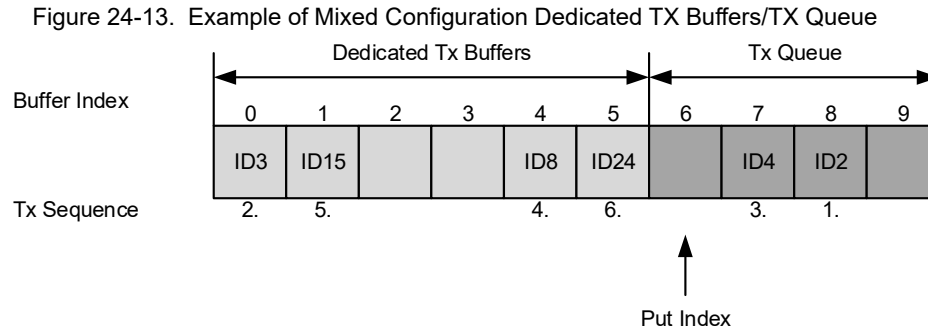 Figure 24-13. Example of Mixed Configuration Dedicated TX Buffers/TX Queue
Dedicated Tx Buffers Tx Queue
Buffer Index 0 1 2 3 4 5 6 7 8 9
ID3 ID15 ID8 ID24 ID4 ID2
Tx Sequence 2. 5. 4. 6. 3. 1.
Put Index